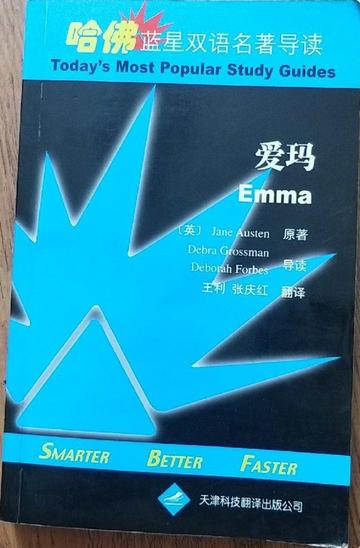 哈佛蓝星双语名著导读
Today's Most Popular Study Guides
爱玛
Emma
〔英〕 Jane Austen 原著
Debra Grossman
Deborah Forbes 导读
王利 张庆红 翻译
SMARTER BETTER FASTER
天津科技翻译出版公司